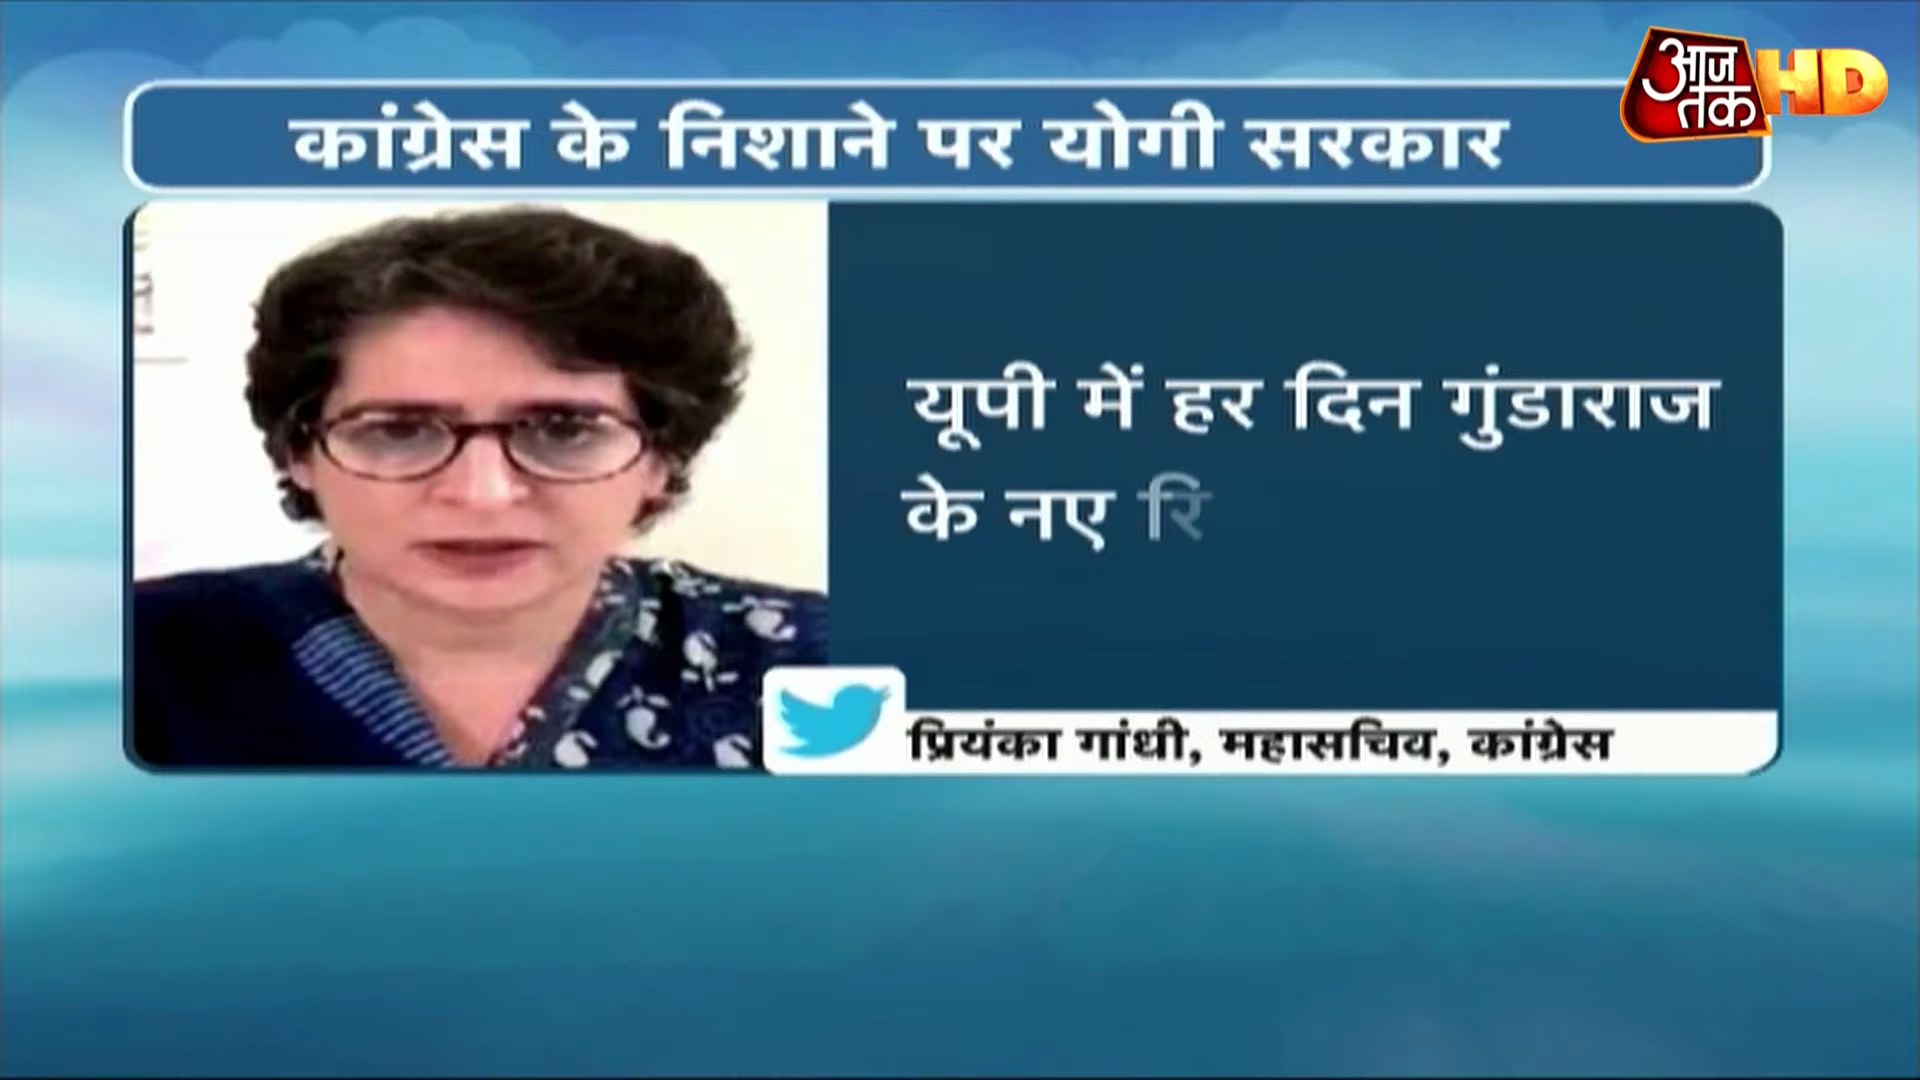 आज तक HD
कांग्रेस के निशाने पर योगी सरकार
यूपी में हर दिन गुंडाराज
के नए रि
प्रियंका गांधी, महासचिव, कांग्रेस